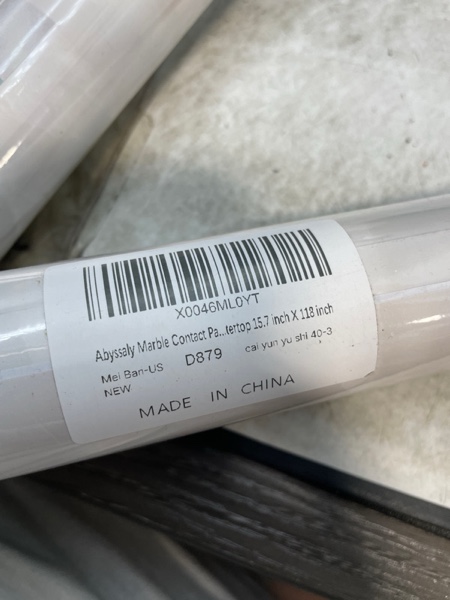 X0046ML0YT
Abyssaly Marble Contact Pa...tertop 15.7 inch X 118 inch
Mei Ban-US D879 cai yun yu shi 40-3
NEW
MADE IN CHINA